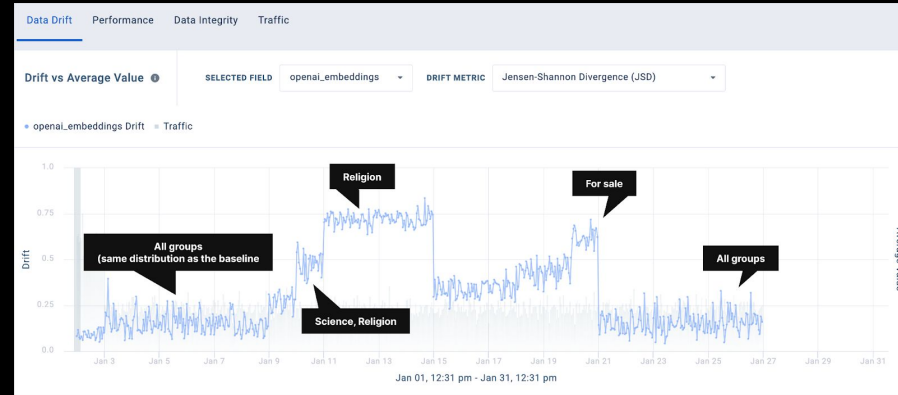 Data Drift Performance Data Integrity Traffic
Drift vs Average Value
SELECTED FIELD openai_embeddings DRIFT METRIC Jensen-Shannon Divergence (JSD)
openai_embeddings Drift Traffic
1.0
0.75
0.5
0.25
0.0
Drift
Religion
For sale
All groups
(same distribution as the baseline
All groups
Science, Religion
Jan 3 Jan 5 Jan 7 Jan 9 Jan 11 Jan 13 Jan 15 Jan 17 Jan 19 Jan 21 Jan 23 Jan 25 Jan 27 Jan 29 Jan 31
Jan 01, 12:31 pm - Jan 31, 12:31 pm